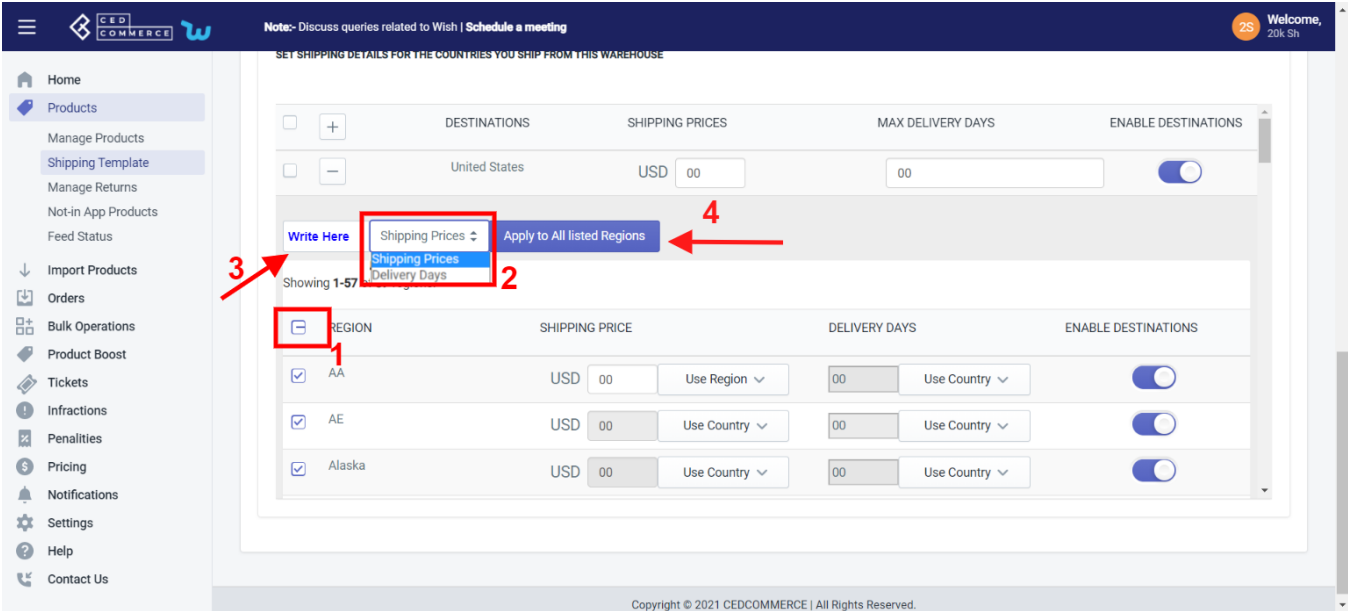 CED
COMMERCE
Note:- Discuss queries related to Wish | Schedule a meeting
2S
Welcome,
20k Sh
SET SHIPPING DETAILS FOR THE COUNTRIES YOU SHIP FROM THIS WAREHOUSE
Home
Products
Manage Products
Shipping Template
Manage Returns
Not-in App Products
Feed Status
Import Products
Orders
Bulk Operations
Product Boost
Tickets
Infractions
Penalities
Pricing
Notifications
Settings
Help
Contact Us
DESTINATIONS SHIPPING PRICES MAX DELIVERY DAYS ENABLE DESTINATIONS
United States USD 00 00
4
Write Here Shipping Prices Apply to All listed Regions
Shipping Prices
Delivery Days
3
2
Showing 1-57
REGION SHIPPING PRICE DELIVERY DAYS ENABLE DESTINATIONS
1
AA USD 00 Use Region 00 Use Country
AE USD 00 Use Country 00 Use Country
Alaska USD 00 Use Country 00 Use Country
Copyright © 2021 CEDCOMMERCE | All Rights Reserved.